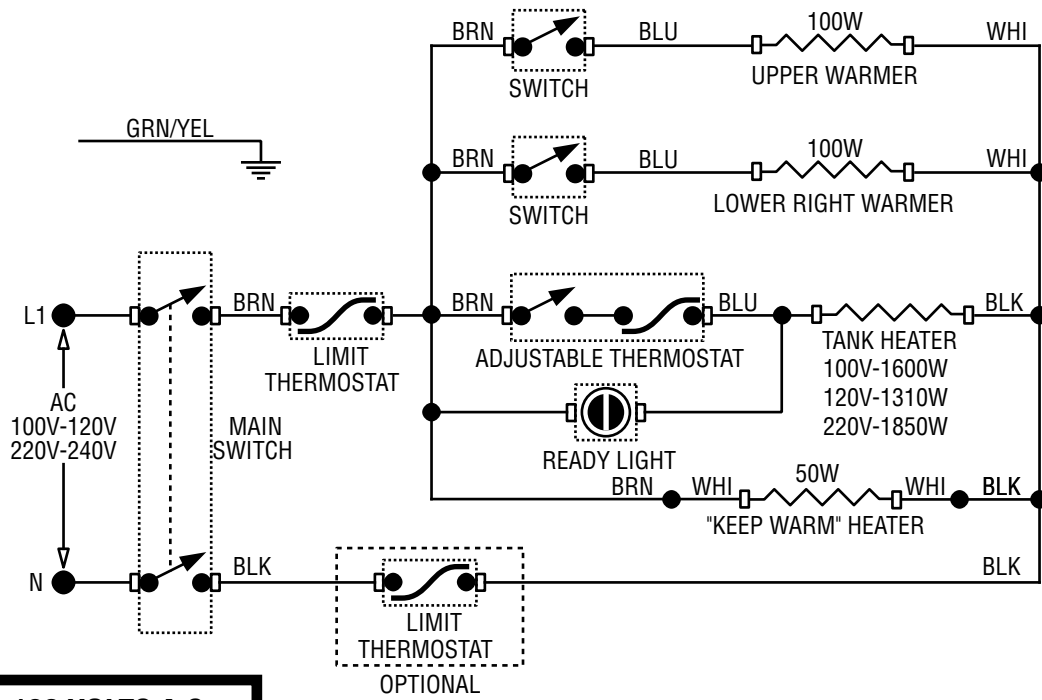 BRN
BLU
100W
WHI
SWITCH
UPPER WARMER
GRN/YEL
BRN
BLU
100W
WHI
SWITCH
LOWER RIGHT WARMER
L1
BRN
BRN
BLU
BLK
LIMIT
THERMOSTAT
ADJUSTABLE THERMOSTAT
TANK HEATER
100V-1600W
120V-1310W
220V-1850W
AC
100V-120V
220V-240V
MAIN
SWITCH
READY LIGHT
BRN
WHI
50W
WHI
BLK
"KEEP WARM" HEATER
N
BLK
BLK
LIMIT
THERMOSTAT
OPTIONAL